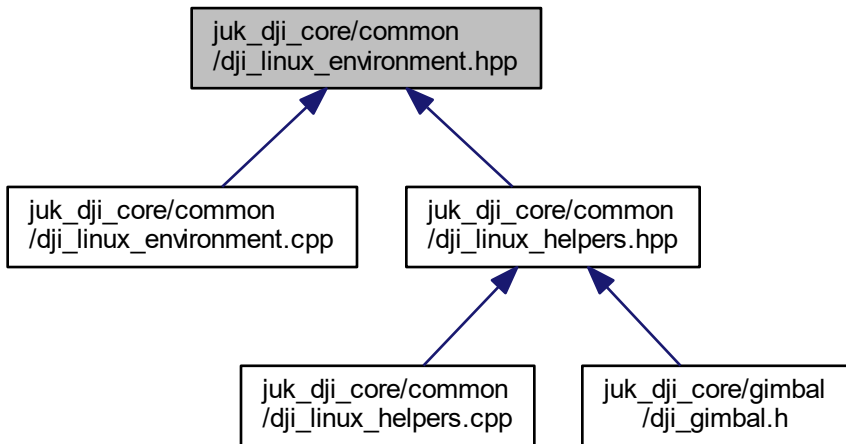 juk_dji_core/common
/dji_linux_environment.hpp
juk_dji_core/common
/dji_linux_environment.cpp
juk_dji_core/common
/dji_linux_helpers.hpp
juk_dji_core/common
/dji_linux_helpers.cpp
juk_dji_core/gimbal
/dji_gimbal.h